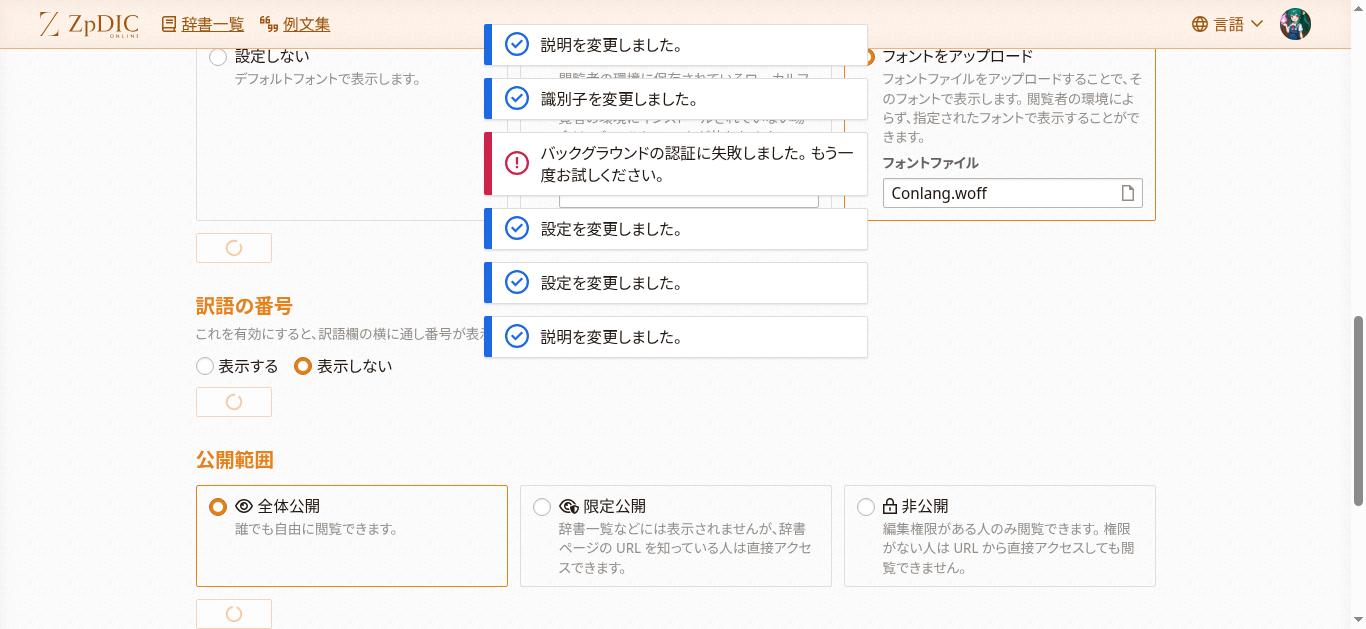 ZpDIC
ONLINE
辞書一覧
例文集
言語
説明を変更しました。
識別子を変更しました。
バックグラウンドの認証に失敗しました。もう一
度お試しください。
設定を変更しました。
設定を変更しました。
説明を変更しました。
設定しない
デフォルトフォントで表示します。
フォントをアップロード
フォントファイルをアップロードすることで、そ
のフォントで表示します。閲覧者の環境によ
らず、指定されたフォントで表示することがで
きます。
フォントファイル
Conlang.woff
訳語の番号
これを有効にすると、訳語欄の横に通し番号が表
表示する
表示しない
公開範囲
全体公開
誰でも自由に閲覧できます。
限定公開
辞書一覧などには表示されませんが、辞書
ページの URL を知っている人は直接アクセ
スできます。
非公開
編集権限がある人のみ閲覧できます。権限
がない人は URL から直接アクセスしても閲
覧できません。